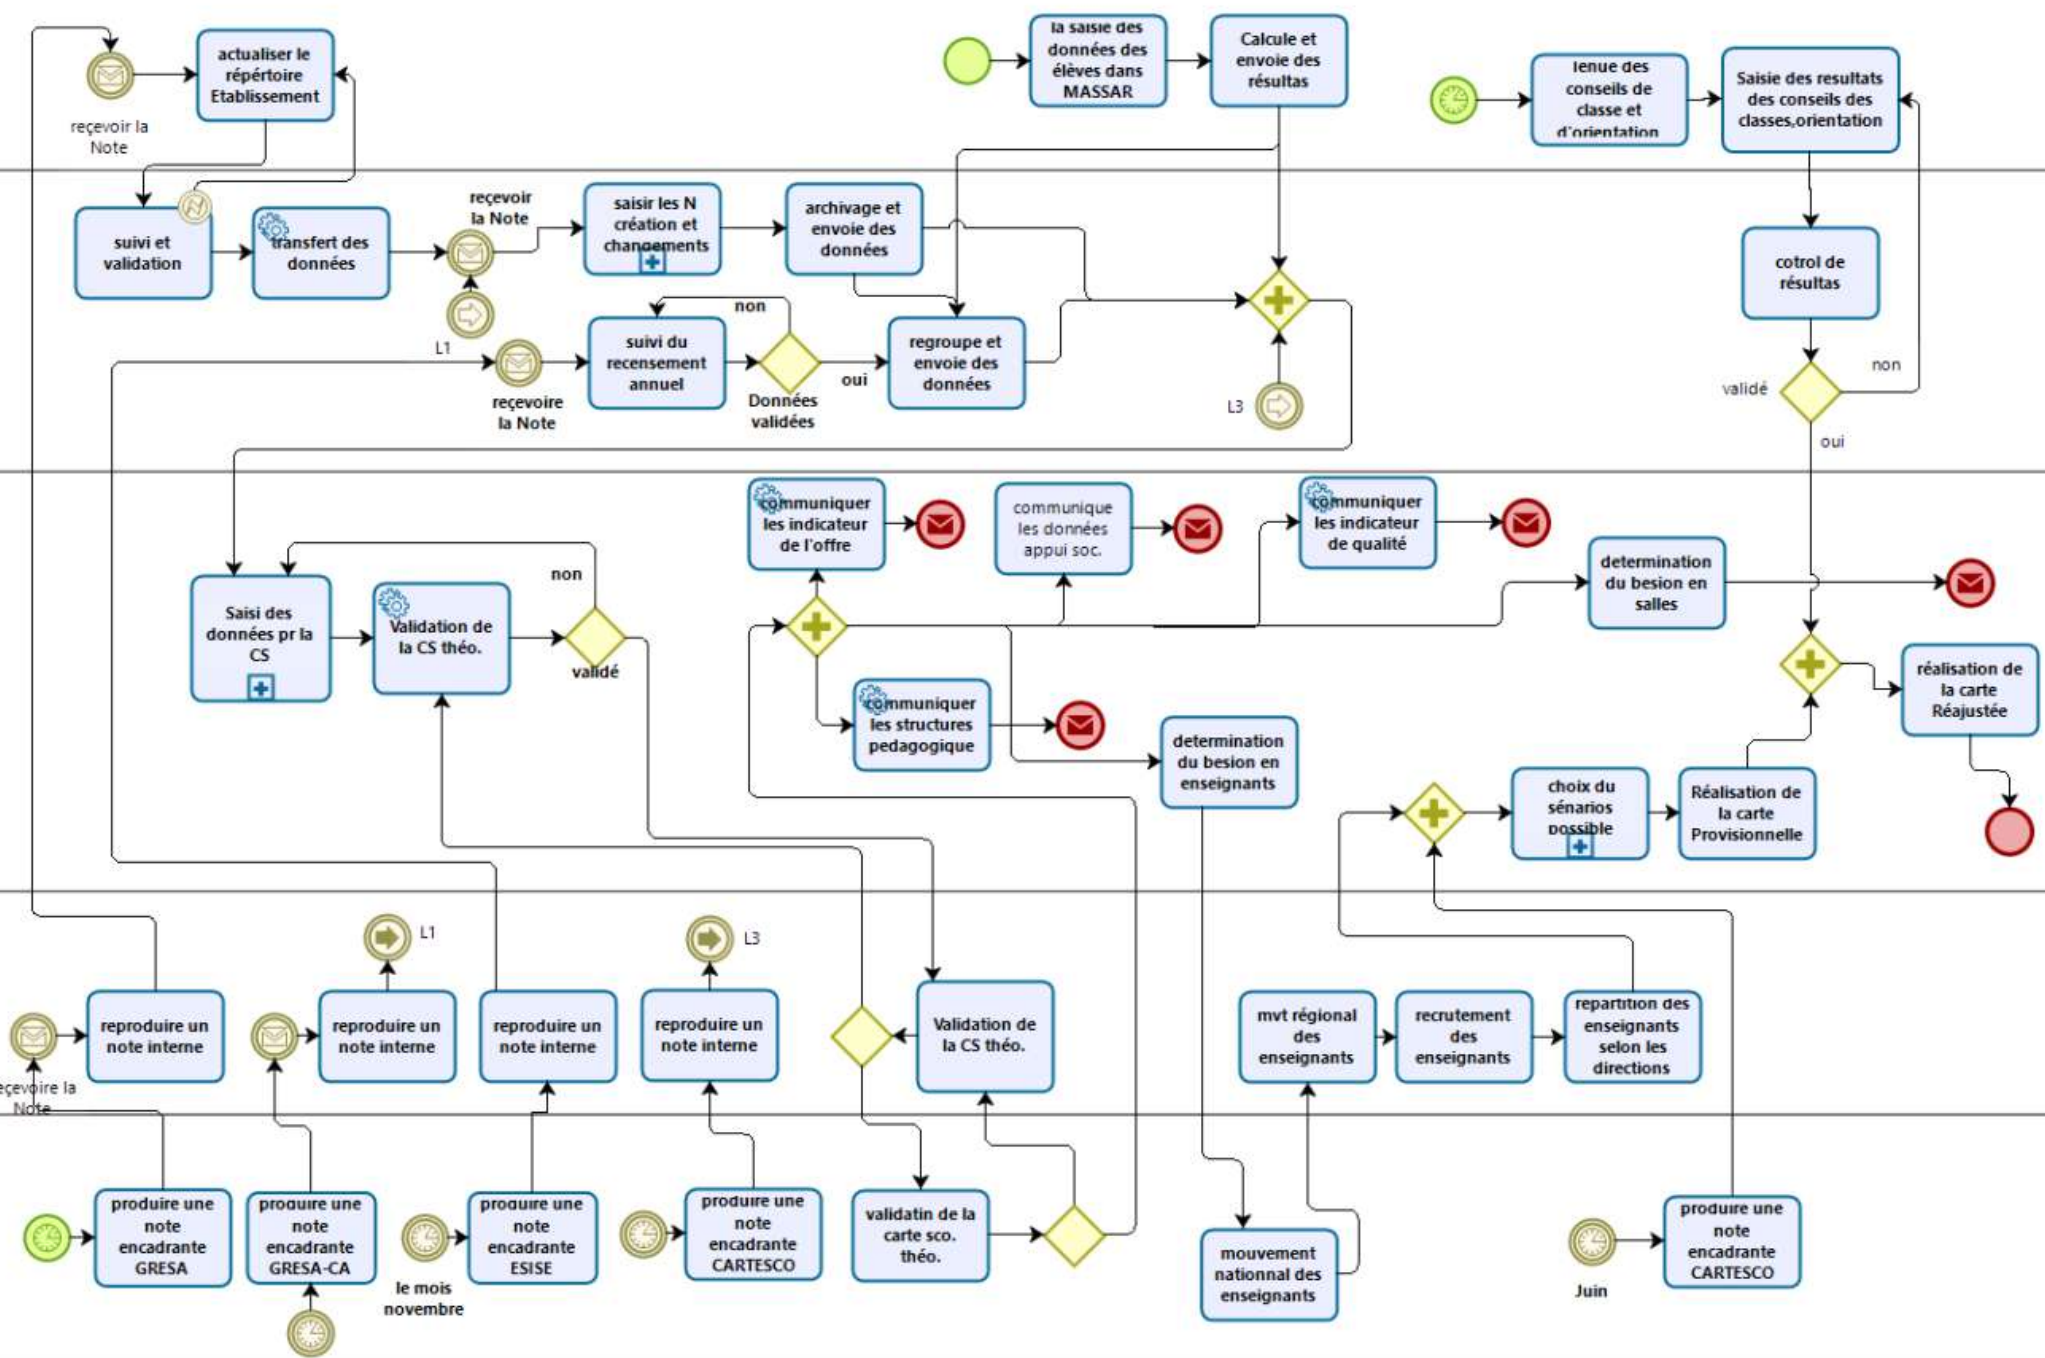 actualiser le
répértoire
Etablissement
reçevoir la
Note
la saisie des
données des
élèves dans
MASSAR
Calcule et
envoie des
résultas
Tenue des
conseils de
classe et
d'orientation
Saisie des resultats
des conseils des
classes,orientation
suivi et
validation
transfert des
données
reçevoir
la Note
saisir les N
création et
changements
archivage et
envoie des
données
cotrol de
résultas
L1
reçevoire
la Note
suivi du
recensement
annuel
non
oui
Données
validées
regroupe et
envoie des
données
L3
validé
non
oui
communiquer
les indicateur
de l'offre
communique
les données
appui soc.
communiquer
les indicateur
de qualité
determination
du besion en
salles
Saisi des
données pr la
CS
Validation de
la CS théo.
non
validé
communiquer
les structures
pedagogique
determination
du besion en
enseignants
réalisation de
la carte
Réajustée
choix du
sénarios
possible
Réalisation de
la carte
Provisionnelle
L1
L3
reproduire un
note interne
reproduire un
note interne
reproduire un
note interne
reproduire un
note interne
Validation de
la CS théo.
mvt régional
des
enseignants
recrutement
des
enseignants
repartition des
enseignants
selon les
directions
eçevoire la
Note
produire une
note
encadrante
GRESA
produire une
note
encadrante
GRESA-CA
le mois
novembre
produire une
note
encadrante
ESISE
produire une
note
encadrante
CARTESCO
validatin de la
carte sco.
théo.
mouvement
nationnal des
enseignants
Juin
produire une
note
encadrante
CARTESCO